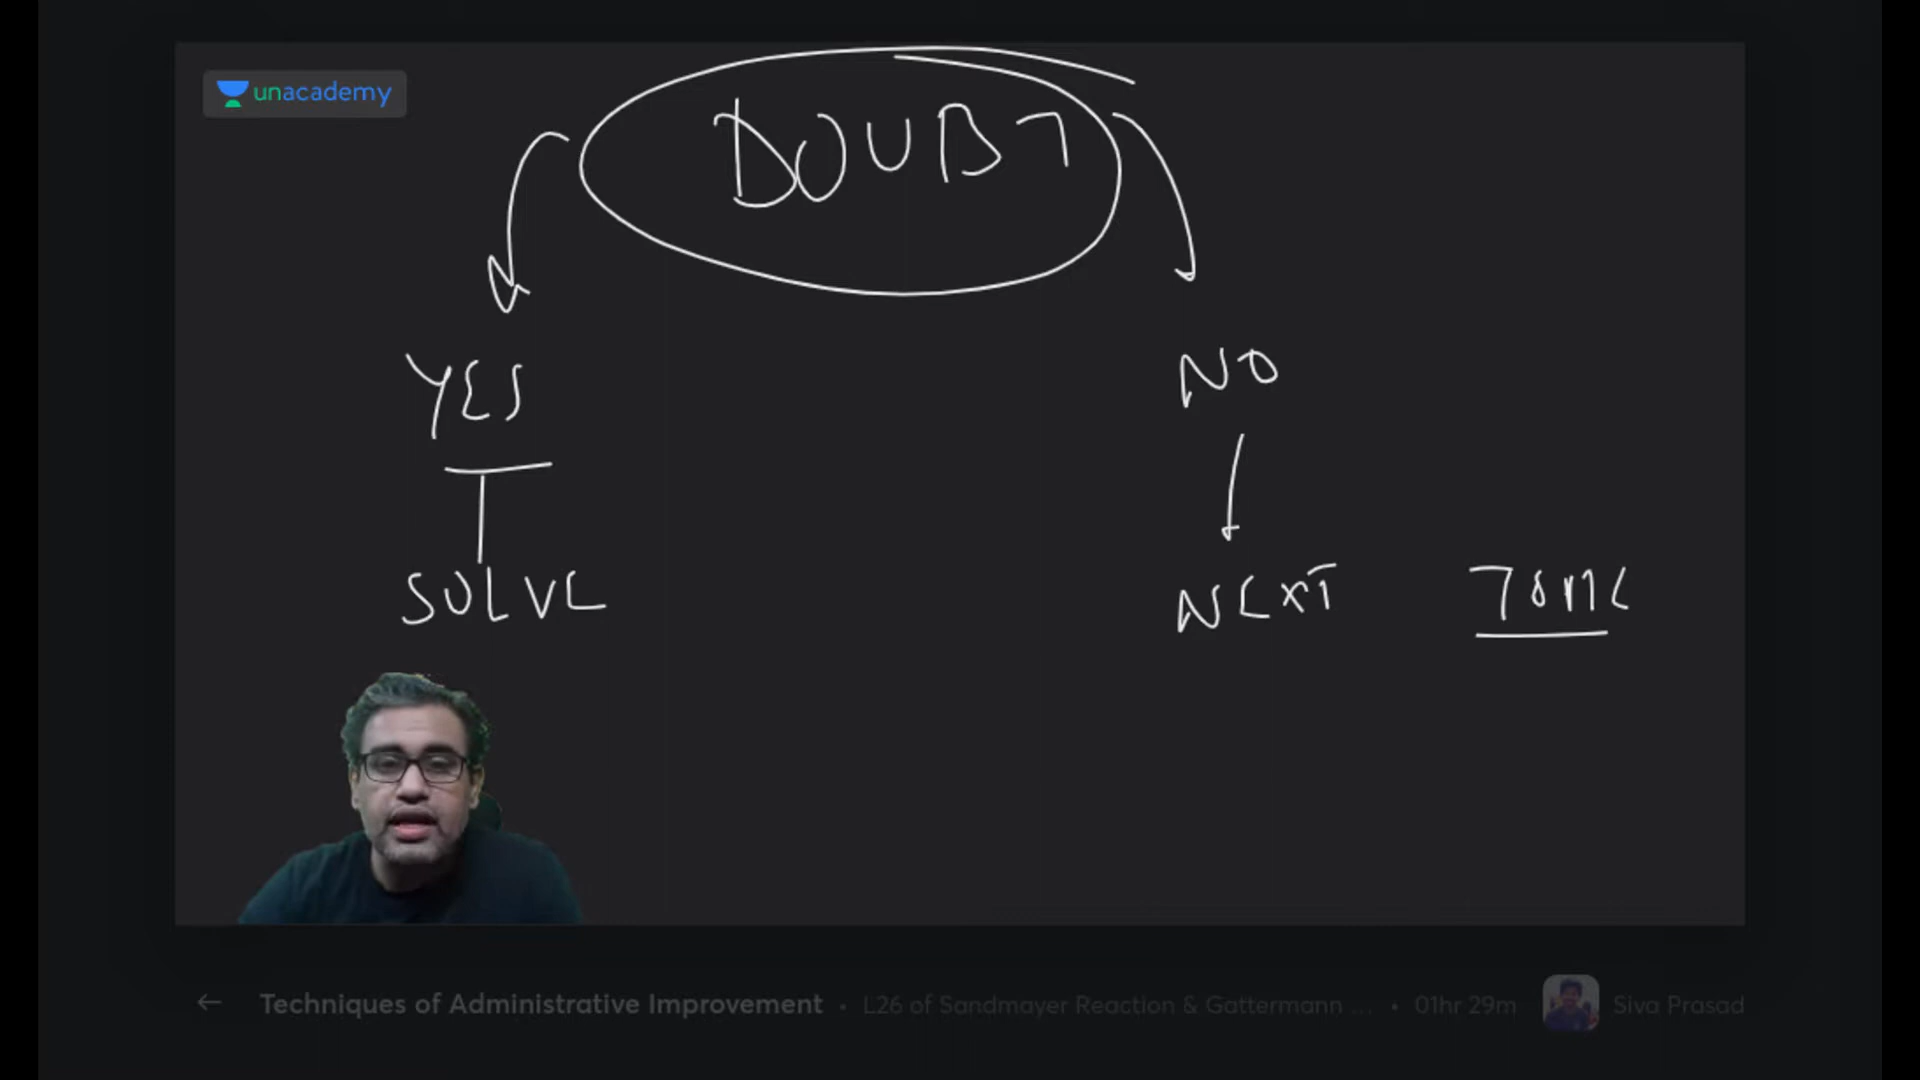 unacademy
DOUBT
YES
NO
SOLVE
NEXT
Techniques of Administrative Improvement • L26 of Sandmayer Reaction & Gattermann ... • 01hr 29m Siva Prasad